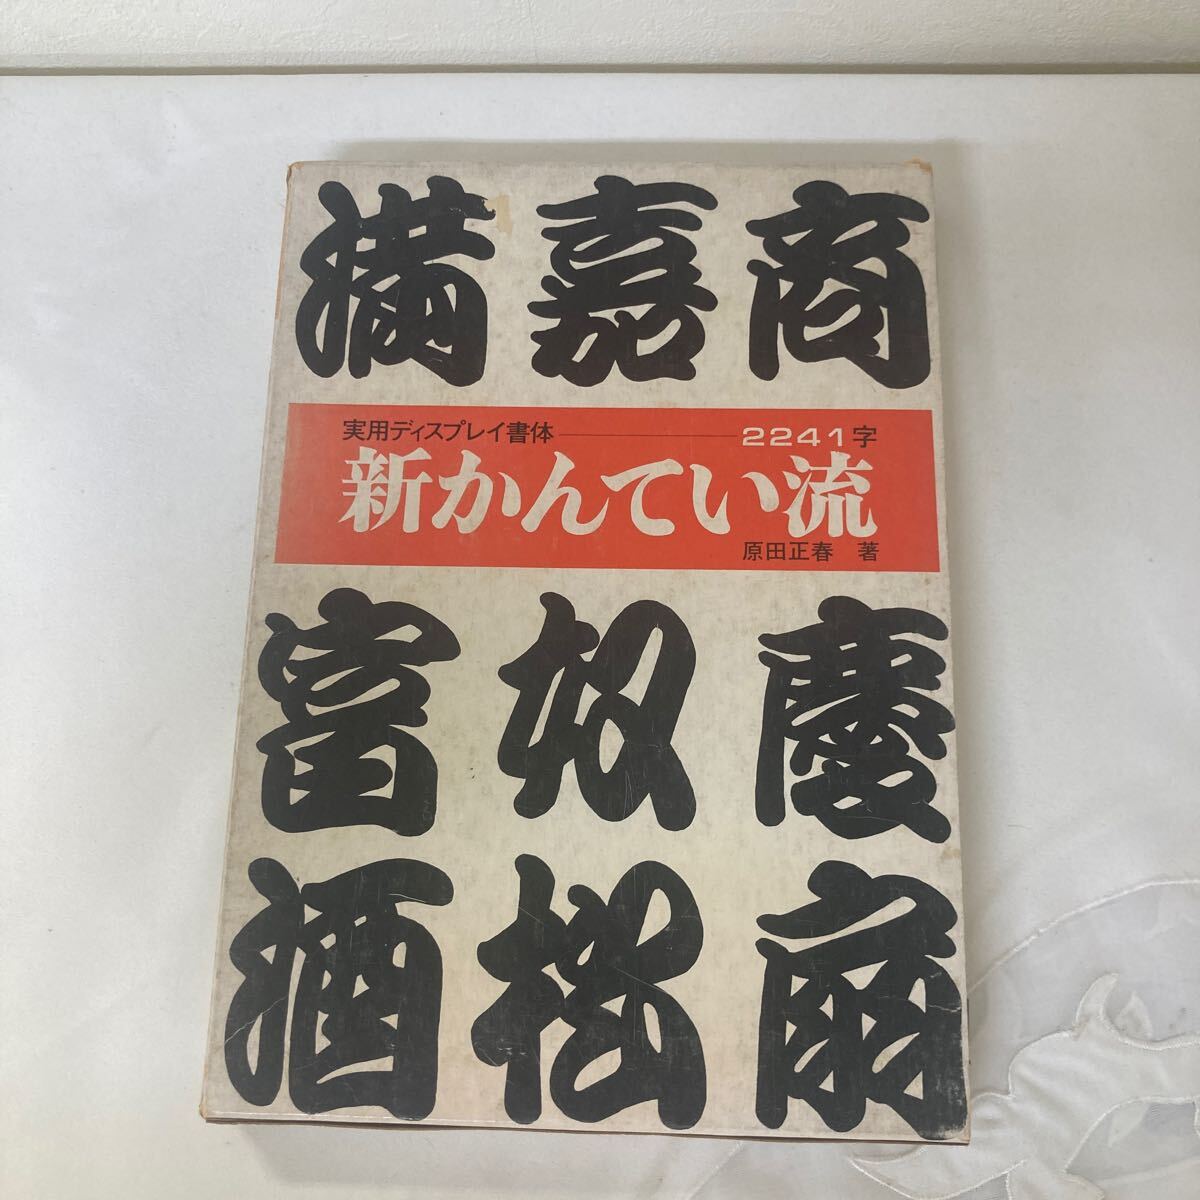 満嘉商
実用ディスプレイ書体 2241字
新かんてい流
原田正春 著
富奴慶
酒松